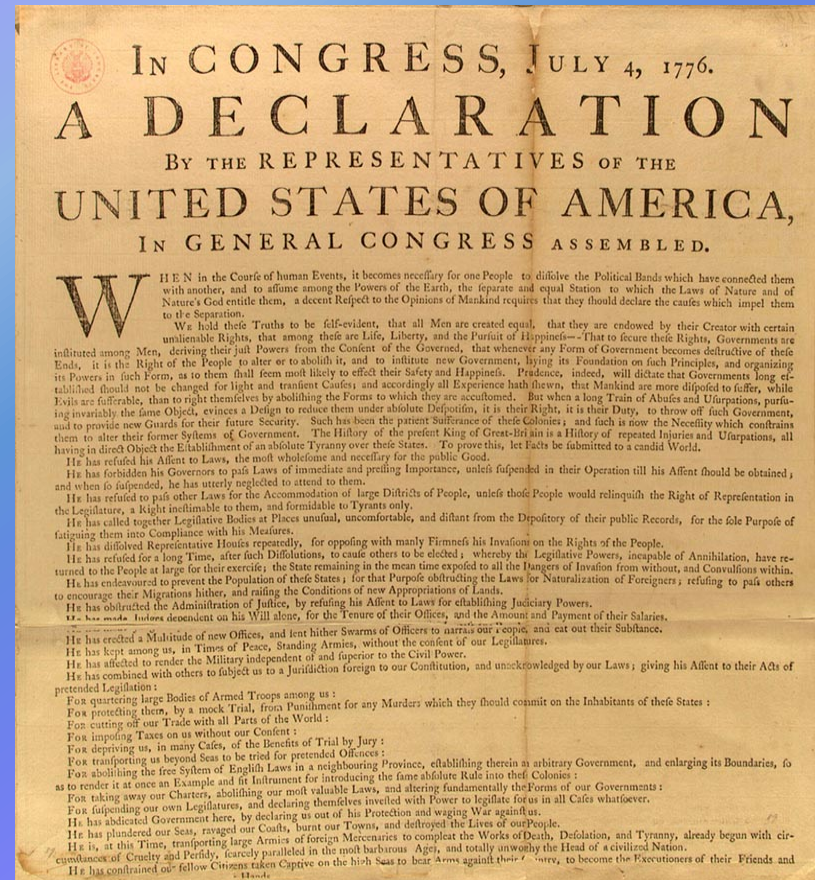 IN CONGRESS, JULY 4, 1776.
A DECLARATION
BY THE REPRESENTATIVES OF THE
UNITED STATES OF AMERICA,
IN GENERAL CONGRESS ASSEMBLED.
WHEN in the Courſe of human Events, it becomes neceſſary for one People to diſſolve the Political Bands which have connected them
with another, and to aſſume among the Powers of the Earth, the ſeparate and equal Station to which the Laws of Nature and of
Nature's God entitle them, a decent Reſpect to the Opinions of Mankind requires that they ſhould declare the cauſes which impel them
to the Separation.
WE hold theſe Truths to be ſelf-evident, that all Men are created equal, that they are endowed by their Creator with certain
unalienable Rights, that among theſe are Life, Liberty, and the Purſuit of Happineſs—-That to ſecure theſe Rights, Governments are
inſtituted among Men, deriving their juſt Powers from the Conſent of the Governed, that whenever any Form of Government becomes deſtructive of theſe
Ends, it is the Right of the People to alter or to aboliſh it, and to inſtitute new Government, laying its Foundation on ſuch Principles, and organizing
its Powers in ſuch Form, as to them ſhall ſeem moſt likely to effect their Safety and Happineſs. Prudence, indeed, will dictate that Governments long eſ-
tabliſhed ſhould not be changed for light and tranſient Cauſes; and accordingly all Experience hath ſhewn, that Mankind are more diſpoſed to ſuffer, while
Evils are ſufferable, than to right themſelves by aboliſhing the Forms to which they are accuſtomed. But when a long Train of Abuſes and Uſurpations, purſu-
ing invariably the ſame Object, evinces a Deſign to reduce them under abſolute Deſpotiſm, it is their Right, it is their Duty, to throw off ſuch Government,
and to provide new Guards for their future Security. Such has been the patient Sufferance of theſe Colonies; and ſuch is now the Neceſſity which conſtrains
them to alter their former Syſtems of Government. The Hiſtory of the preſent King of Great-Britain is a Hiſtory of repeated Injuries and Uſurpations, all
having in direct Object the Eſtabliſhment of an abſolute Tyranny over theſe States. To prove this, let Facts be ſubmitted to a candid World.
HE has refuſed his Aſſent to Laws, the moſt wholeſome and neceſſary for the public Good.
HE has forbidden his Governors to paſs Laws of immediate and preſſing Importance, unleſs ſuſpended in their Operation till his Aſſent ſhould be obtained;
and when ſo ſuſpended, he has utterly neglected to attend to them.
HE has refuſed to paſs other Laws for the Accommodation of large Diſtricts of People, unleſs thoſe People would relinquiſh the Right of Repreſentation in
the Legiſlature, a Right ineſtimable to them, and formidable to Tyrants only.
HE has called together Legiſlative Bodies at Places unuſual, uncomfortable, and diſtant from the Depoſitory of their public Records, for the ſole Purpoſe of
fatiguing them into Compliance with his Meaſures.
HE has diſſolved Repreſentative Houſes repeatedly, for oppoſing with manly Firmneſs his Invaſions on the Rights of the People.
HE has refuſed for a long Time, after ſuch Diſſolutions, to cauſe others to be elected; whereby the Legiſlative Powers, incapable of Annihilation, have re-
turned to the People at large for their exerciſe; the State remaining in the mean time expoſed to all the Dangers of Invaſion from without, and Convulſions within.
HE has endeavoured to prevent the Population of theſe States; for that Purpoſe obſtructing the Laws for Naturalization of Foreigners; refuſing to paſs others
to encourage their Migrations hither, and raiſing the Conditions of new Appropriations of Lands.
HE has obſtructed the Adminiſtration of Juſtice, by refuſing his Aſſent to Laws for eſtabliſhing Judiciary Powers.
HE has made Judges dependent on his Will alone, for the Tenure of their Offices, and the Amount and Payment of their Salaries.
HE has erected a Multitude of new Offices, and ſent hither Swarms of Officers to harraſs our People, and eat out their Subſtance.
HE has kept among us, in Times of Peace, Standing Armies, without the conſent of our Legiſlatures.
HE has affected to render the Military independent of and ſuperior to the Civil Power.
HE has combined with others to ſubject us to a Juriſdiction foreign to our Conſtitution, and unacknowledged by our Laws; giving his Aſſent to their Acts of
pretended Legiſlation:
FOR quartering large Bodies of Armed Troops among us:
FOR protecting them, by a mock Trial, from Puniſhment for any Murders which they ſhould commit on the Inhabitants of theſe States:
FOR cutting off our Trade with all Parts of the World:
FOR impoſing Taxes on us without our Conſent:
FOR depriving us, in many Caſes, of the Benefits of Trial by Jury:
FOR tranſporting us beyond Seas to be tried for pretended Offences:
FOR aboliſhing the free Syſtem of Engliſh Laws in a neighbouring Province, eſtabliſhing therein an arbitrary Government, and enlarging its Boundaries, ſo
as to render it at once an Example and fit Inſtrument for introducing the ſame abſolute Rule into theſe Colonies:
FOR taking away our Charters, aboliſhing our moſt valuable Laws, and altering fundamentally the Forms of our Governments:
FOR ſuſpending our own Legiſlatures, and declaring themſelves inveſted with Power to legiſlate for us in all Caſes whatſoever.
HE has abdicated Government here, by declaring us out of his Protection and waging War againſt us.
HE has plundered our Seas, ravaged our Coaſts, burnt our Towns, and deſtroyed the Lives of our People.
HE is, at this Time, tranſporting large Armies of foreign Mercenaries to compleat the Works of Death, Deſolation, and Tyranny, already begun with cir-
cumſtances of Cruelty and Perfidy, ſcarcely paralleled in the moſt barbarous Ages, and totally unworthy the Head of a civilized Nation.
HE has conſtrained our fellow Citizens taken Captive on the high Seas to bear Arms againſt their Country, to become the Executioners of their Friends and
Hands